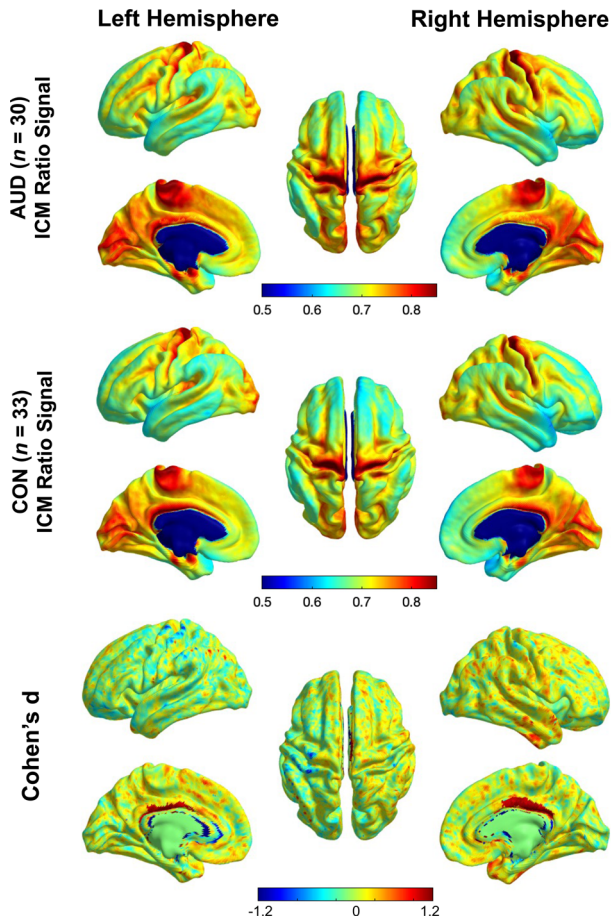 Left Hemisphere
Right Hemisphere
AUD (n = 30)
ICM Ratio Signal
0.5 0.6 0.7 0.8
CON (n = 33)
ICM Ratio Signal
0.5 0.6 0.7 0.8
Cohen's d
-1.2 0 1.2